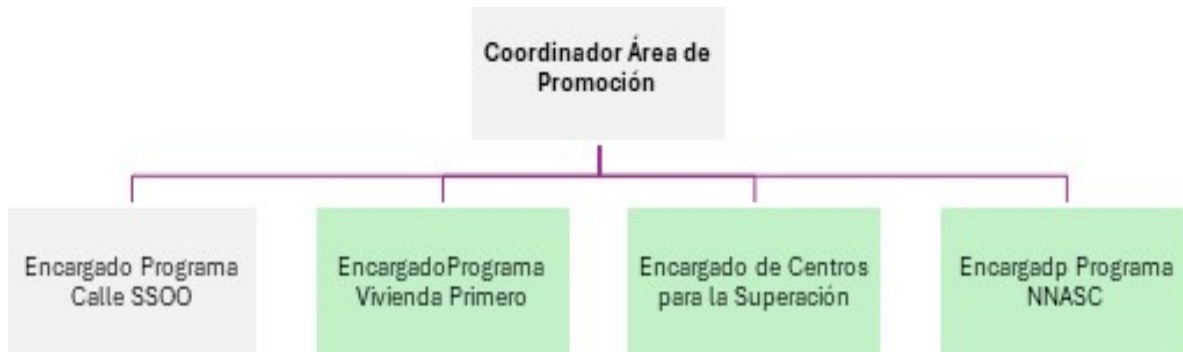 Coordinador Área de
Promoción
Encargado Programa
Calle SSOO
EncargadoPrograma
Vivienda Primero
Encargado de Centros
para la Superación
Encargadp Programa
NNASC